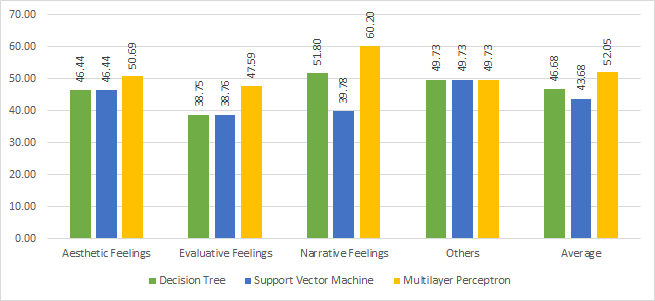 70.00
60.00
50.00
40.00
30.00
20.00
10.00
0.00
46.44 46.44 50.69
38.75 38.76 47.59
51.80 39.78 60.20
49.73 49.73 49.73
46.68 43.68 52.05
Aesthetic Feelings Evaluative Feelings Narrative Feelings Others Average
Decision Tree Support Vector Machine Multilayer Perceptron